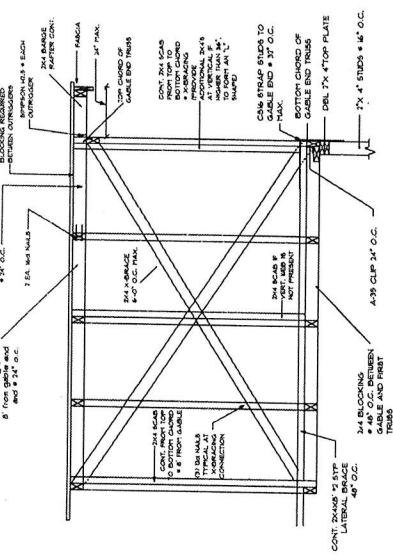 BLOCKING REQUIRED
BETWEEN OUTRIGGERS
SIMPSON H2.5 @ EACH
OUTRIGGER
2X4 BARGE
RAFTER CONT.
FASCIA
24" MAX.
TOP CHORD OF
GABLE END TRUSS
CONT. 2X4 SCAB
FROM TOP TO
BOTTOM CHORD
@ X-BRACING
(PROVIDE
ADDITIONAL 2X4'S
AT VERTICAL IF
HIGHER THAN 36".
TO FORM AN "L"
SHAPE)
CS16 STRAP STUDS TO
GABLE END @ 32" O.C.
MAX.
BOTTOM CHORD OF
GABLE END TRUSS
DBL 2"X 4"TOP PLATE
2"X 4" STUDS @ 16" O.C.
@ 24" O.C.
2 EA. 16d NAILS
2X4 X-BRACE
6'-0" O.C. MAX.
2X4 SCAB IF
VERT. WEB IS
NOT PRESENT
A-35 CLIP 24" O.C.
8' from gable end
and @ 24" O.C.
2X4 SCAB
CONT. FROM TOP
TO BOTTOM CHORD
@ 8' FROM GABLE
(3) 12d NAILS
TYPICAL AT
X-BRACING
CONNECTION
2x4 BLOCKING
@ 48" O.C. BETWEEN
GABLE AND FIRST
TRUSS
CONT. 2X4X8' #2 SYP
LATERAL BRACE
48" O.C.